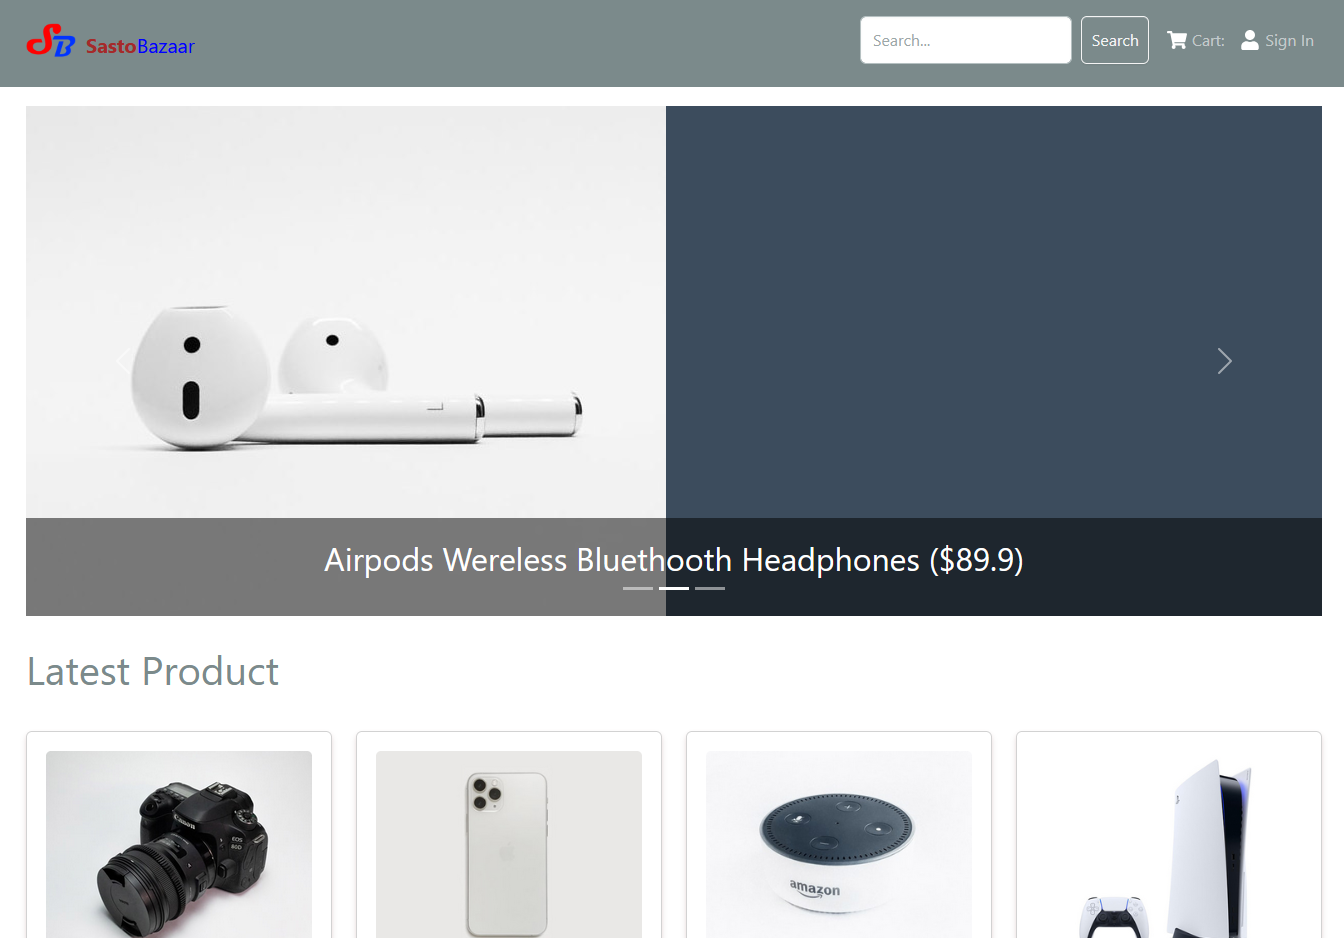 SB SastoBazaar
Search...
Search
Cart:
Sign In
Airpods Wereless Bluethooth Headphones ($89.9)
Latest Product
Canon
EOS
80D
amazon